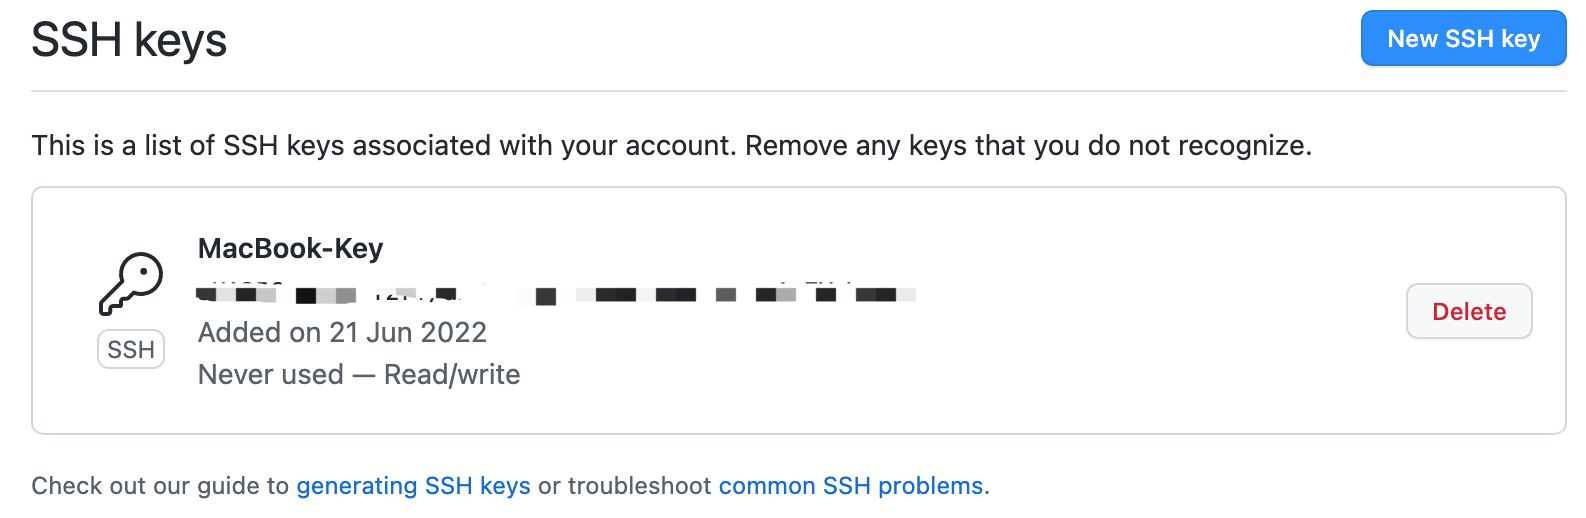 SSH keys
New SSH key
This is a list of SSH keys associated with your account. Remove any keys that you do not recognize.
MacBook-Key
Added on 21 Jun 2022
Never used — Read/write
SSH
Delete
Check out our guide to generating SSH keys or troubleshoot common SSH problems.